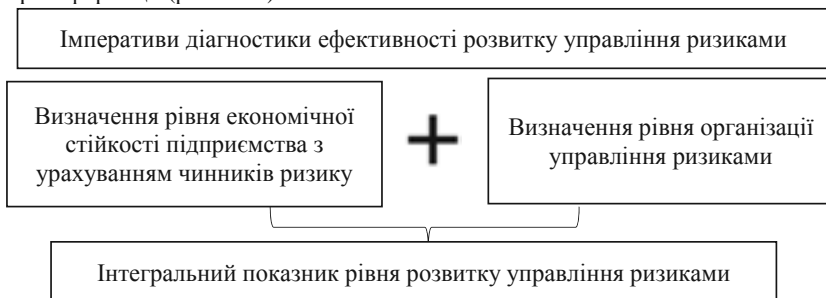 Імперативи діагностики ефективності розвитку управління ризиками
Визначення рівня економічної
стійкості підприємства з
урахуванням чинників ризику
+
Визначення рівня організації
управління ризиками
Інтегральний показник рівня розвитку управління ризиками